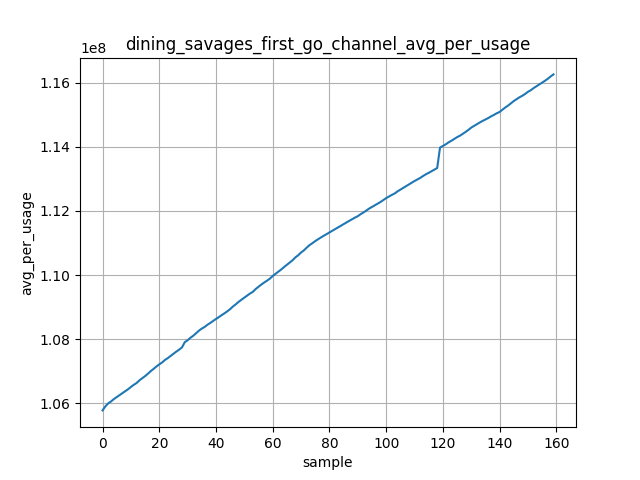 dining_savages_first_go_channel_avg_per_usage
1e8
1.16
1.14
1.12
1.10
1.08
1.06
avg_per_usage
0 20 40 60 80 100 120 140 160
sample